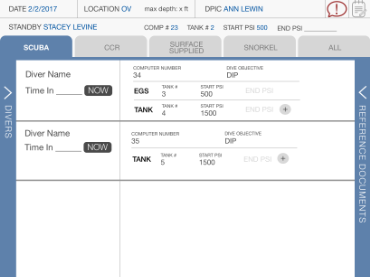 DATE 2/2/2017 LOCATION OV max depth: x ft DPIC ANN LEWIN
STANDBY STACEY LEVINE COMP # 23 TANK # 2 START PSI 500 END PSI ________
SCUBA CCR SURFACE SUPPLIED SNORKEL ALL
DIVERS
Diver Name
Time In _____ NOW
COMPUTER NUMBER DIVE OBJECTIVE
34 DIP
EGS TANK # 3 START PSI 500 END PSI
TANK TANK # 4 START PSI 1500 END PSI +
Diver Name
Time In _____ NOW
COMPUTER NUMBER DIVE OBJECTIVE
35 DIP
TANK TANK # 5 START PSI 1500 END PSI +
REFERENCE DOCUMENTS